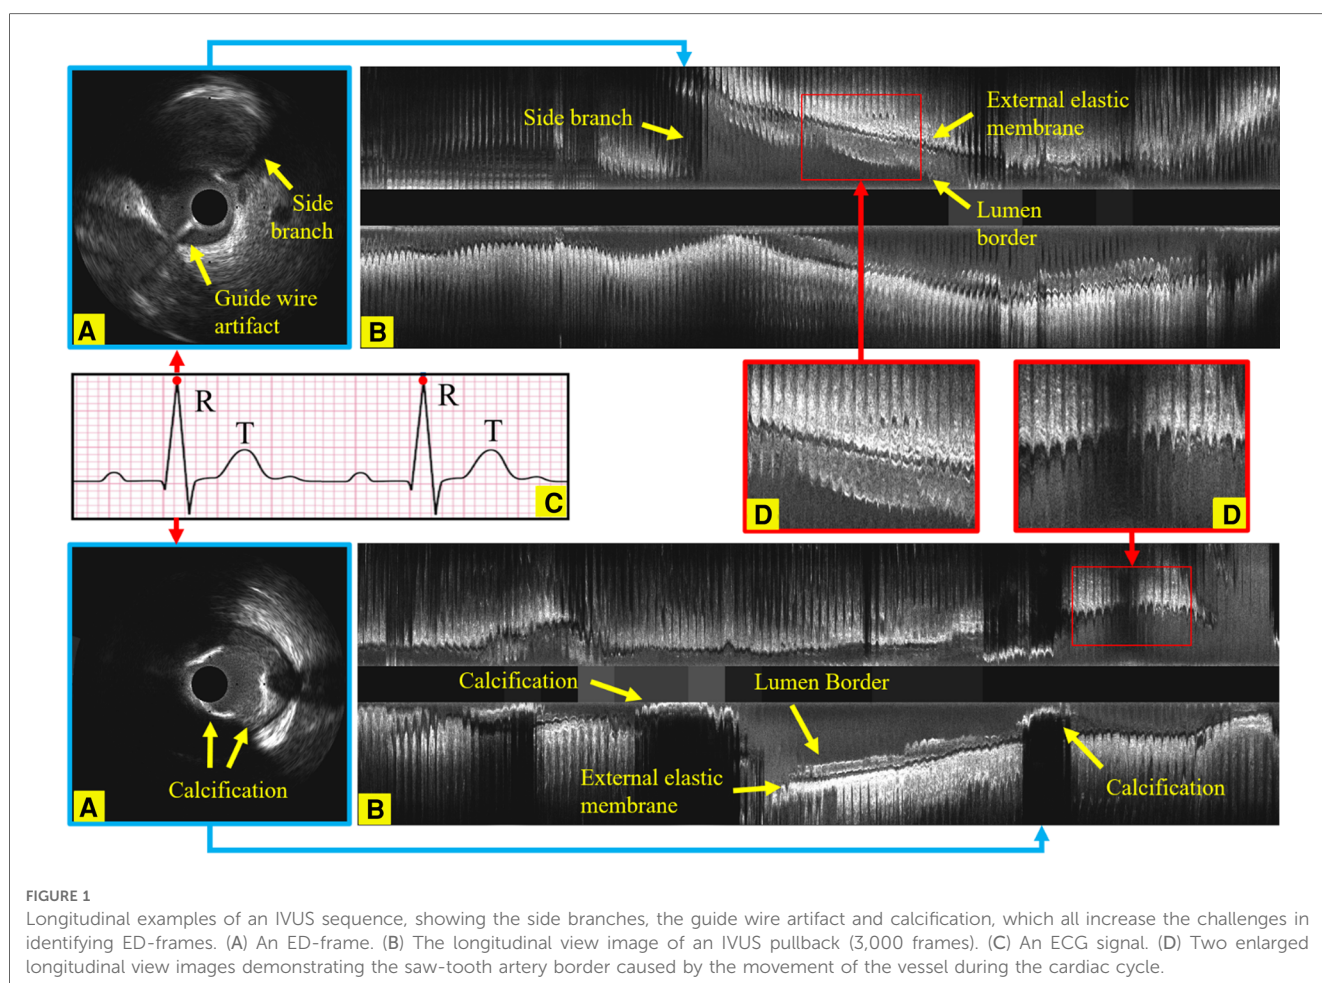 Side branch
External elastic
membrane
Side
branch
Lumen
border
Guide wire
artifact
A
B
R
R
T
T
C
D
D
Calcification
Lumen Border
External elastic
membrane
Calcification
Calcification
A
B
FIGURE 1
Longitudinal examples of an IVUS sequence, showing the side branches, the guide wire artifact and calcification, which all increase the challenges in
identifying ED-frames. (A) An ED-frame. (B) The longitudinal view image of an IVUS pullback (3,000 frames). (C) An ECG signal. (D) Two enlarged
longitudinal view images demonstrating the saw-tooth artery border caused by the movement of the vessel during the cardiac cycle.